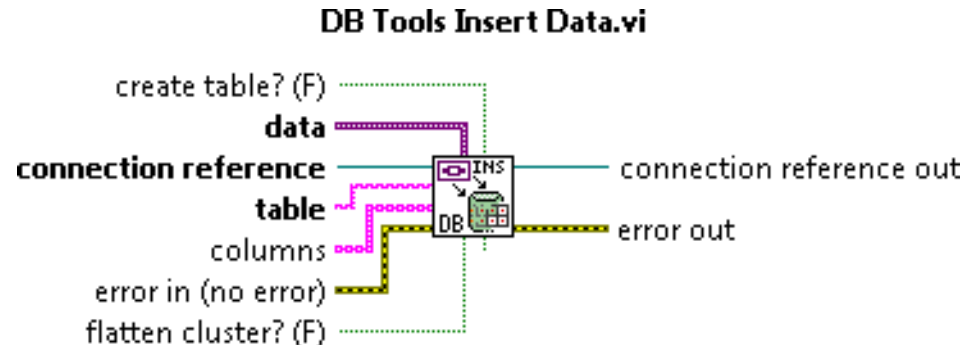 DB Tools Insert Data.vi
create table? (F)
data
connection reference
table
columns
error in (no error)
flatten cluster? (F)
INS
DB
connection reference out
error out